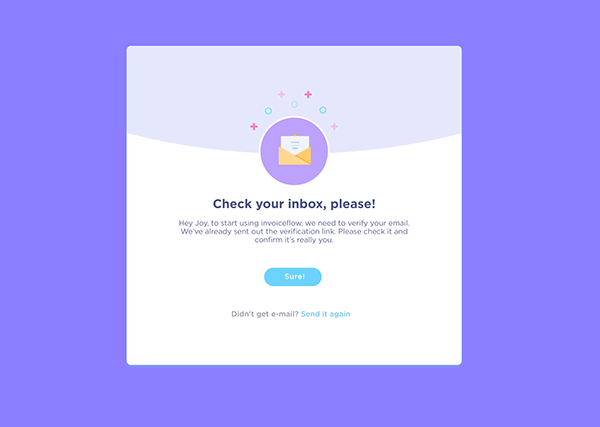 Check your inbox, please!
Hey Joy, to start using invoiceflow, we need to verify your email.
We've already sent out the verification link. Please check it and
confirm it's really you.
Sure!
Didn't get e-mail? Send it again